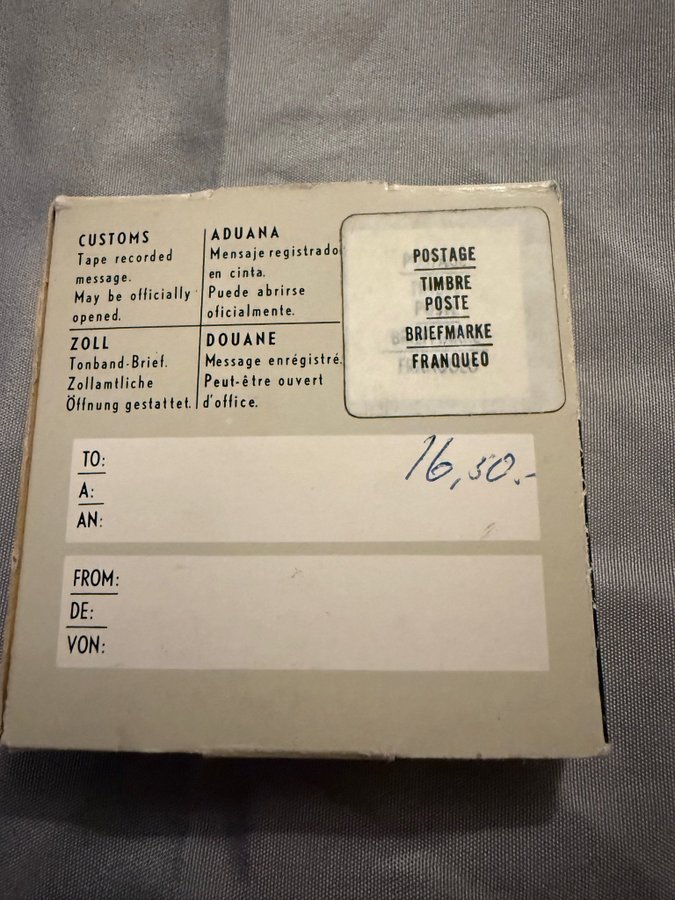 CUSTOMS
Tape recorded
message.
May be officially
opened.
ADUANA
Mensaje registrado
en cinta.
Puede abrirse
oficialmente.
ZOLL
Tonband-Brief.
Zollamtliche
Öffnung gestattet.
DOUANE
Message enrégistré.
Peut-être ouvert
d'office.
POSTAGE
TIMBRE
POSTE
BRIEFMARKE
FRANQUEO
TO:
A:
AN:
16,50.-
FROM:
DE:
VON: